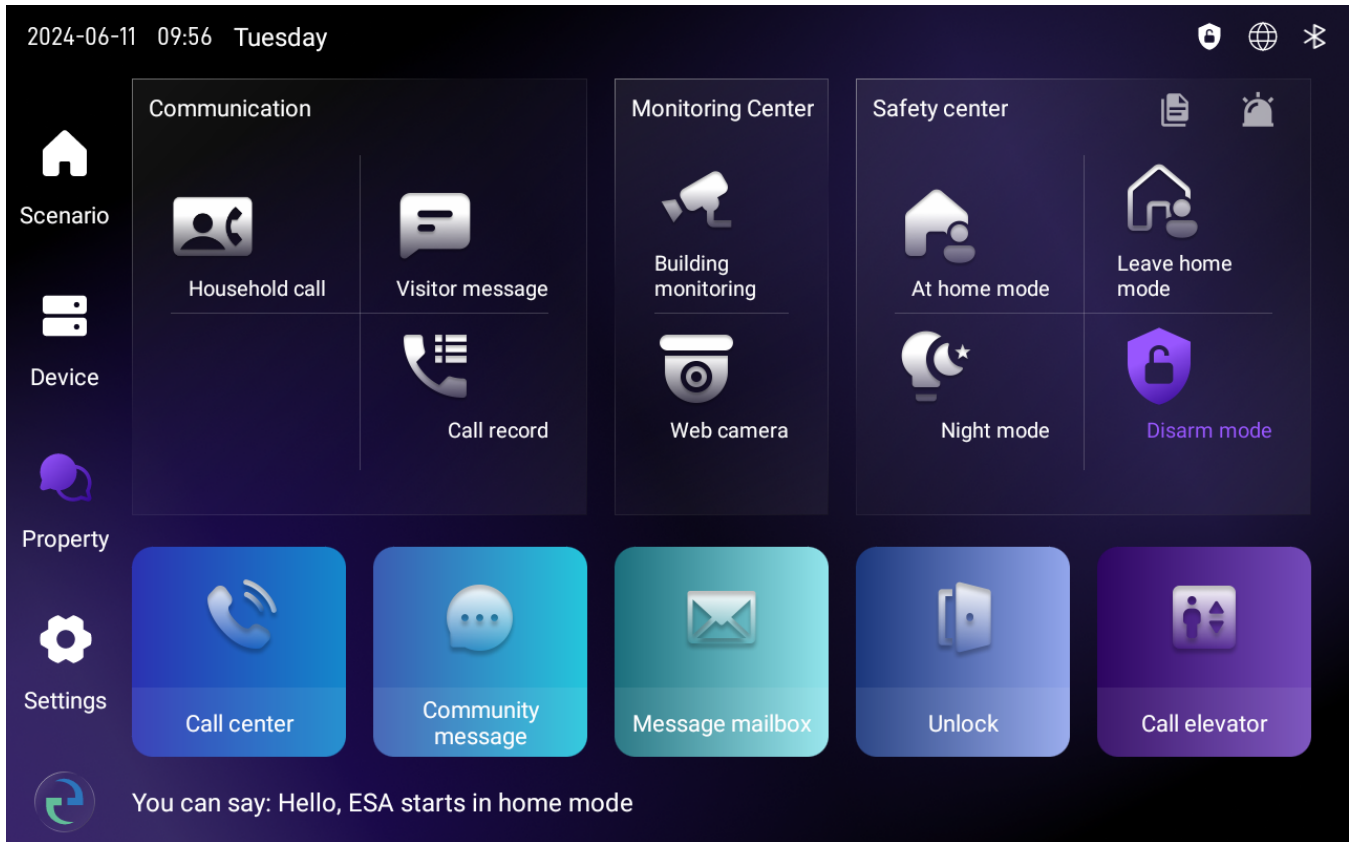 2024-06-11 09:56 Tuesday
Scenario
Device
Property
Settings
Communication
Household call
Visitor message
Call record
Monitoring Center
Building
monitoring
Web camera
Safety center
At home mode
Leave home
mode
Night mode
Disarm mode
Call center
Community
message
Message mailbox
Unlock
Call elevator
You can say: Hello, ESA starts in home mode